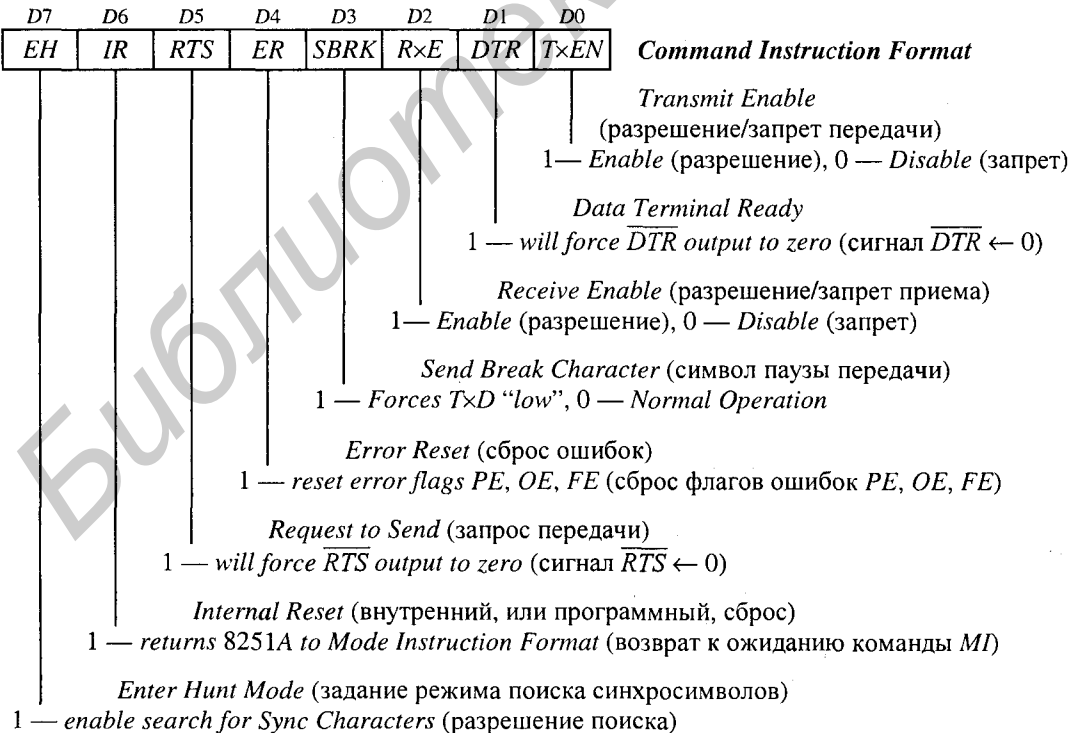 D7 D6 D5 D4 D3 D2 D1 D0
EH IR RTS ER SBRK R×E DTR T×EN Command Instruction Format
Transmit Enable
(разрешение/запрет передачи)
1— Enable (разрешение), 0 — Disable (запрет)
Data Terminal Ready
1 — will force D̅T̅R̅ output to zero (сигнал D̅T̅R̅ ← 0)
Receive Enable (разрешение/запрет приема)
1— Enable (разрешение), 0 — Disable (запрет)
Send Break Character (символ паузы передачи)
1 — Forces T×D “low”, 0 — Normal Operation
Error Reset (сброс ошибок)
1 — reset error flags PE, OE, FE (сброс флагов ошибок PE, OE, FE)
Request to Send (запрос передачи)
1 — will force R̅T̅S̅ output to zero (сигнал R̅T̅S̅ ← 0)
Internal Reset (внутренний, или программный, сброс)
1 — returns 8251A to Mode Instruction Format (возврат к ожиданию команды MI)
Enter Hunt Mode (задание режима поиска синхросимволов)
1 — enable search for Sync Characters (разрешение поиска)
Библиотек